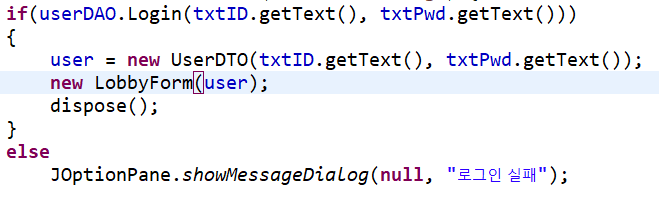 if(userDAO.Login(txtID.getText(), txtPwd.getText()))
{
user = new UserDTO(txtID.getText(), txtPwd.getText());
new LobbyForm(user);
dispose();
}
else
JOptionPane.showMessageDialog(null, "로그인 실패");